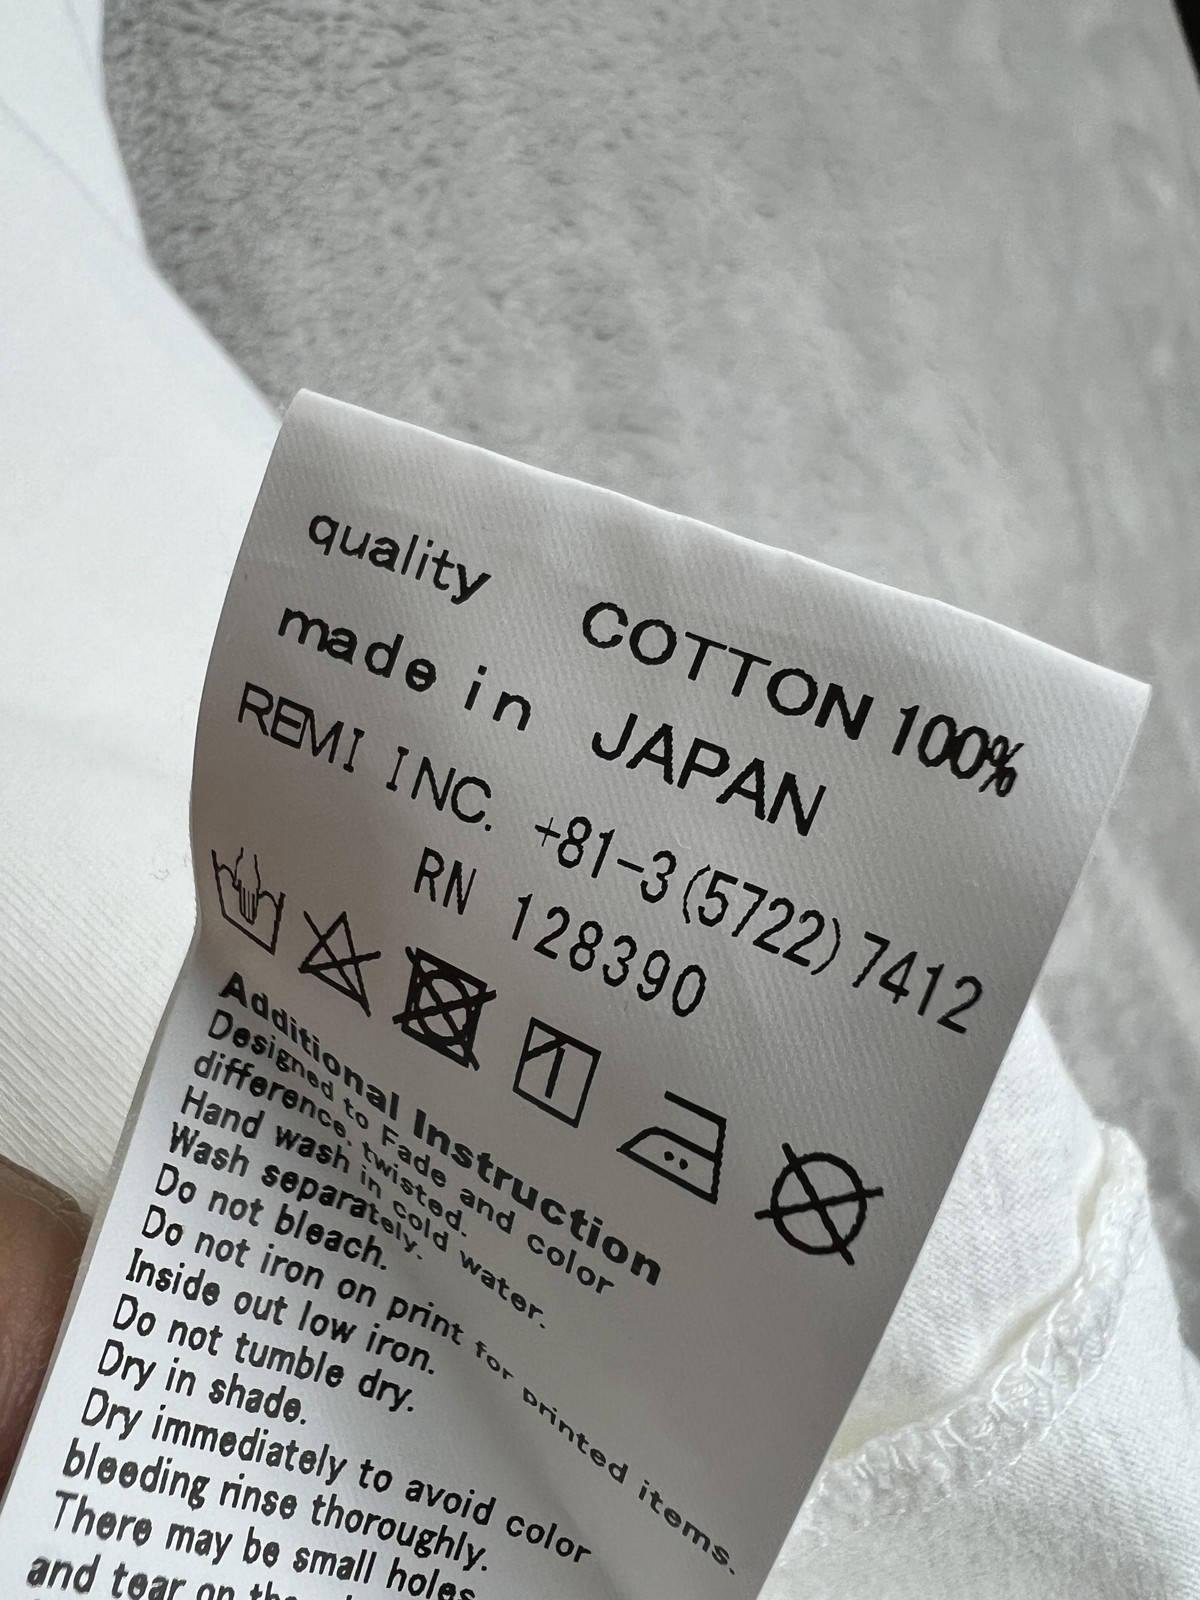 quality COTTON 100%
made in JAPAN
REMI INC. +81-3(5722)7412
RN 128390
Additional Instruction
Designed to Fade and color
difference. twisted.
Hand wash in cold water.
Wash separately.
Do not bleach.
Do not iron on print for printed items.
Inside out low iron.
Do not tumble dry.
Dry in shade.
Dry immediately to avoid color
bleeding rinse thoroughly.
There may be small holes
and tear on